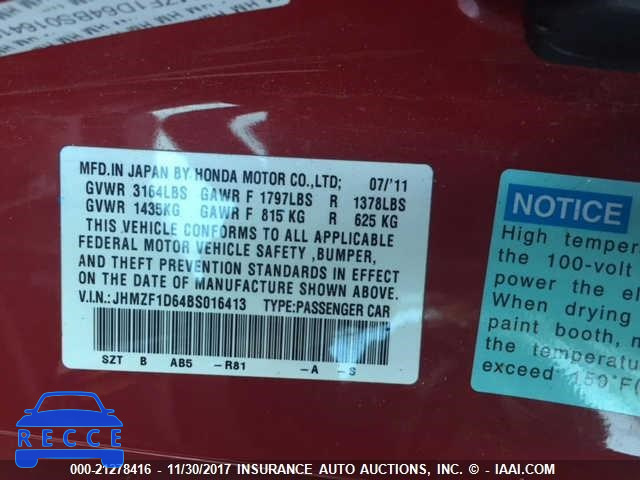 ZF1D64BS01641
MFD.IN JAPAN BY HONDA MOTOR CO.,LTD; 07/'11
GVWR 3164LBS GAWR F 1797LBS R 1378LBS
GVWR 1435KG GAWR F 815 KG R 625 KG
THIS VEHICLE CONFORMS TO ALL APPLICABLE
FEDERAL MOTOR VEHICLE SAFETY ,BUMPER,
AND THEFT PREVENTION STANDARDS IN EFFECT
ON THE DATE OF MANUFACTURE SHOWN ABOVE.
V.I.N.:JHMZF1D64BS016413 TYPE:PASSENGER CAR
SZT B AB5 -R81 -A -S
NOTICE
High temper
the 100-volt
power the el
When drying
paint booth, m
the temperatu
exceed 150°F(
RECCE
000-21278416 - 11/30/2017 INSURANCE AUTO AUCTIONS, INC. - © IAAI.COM